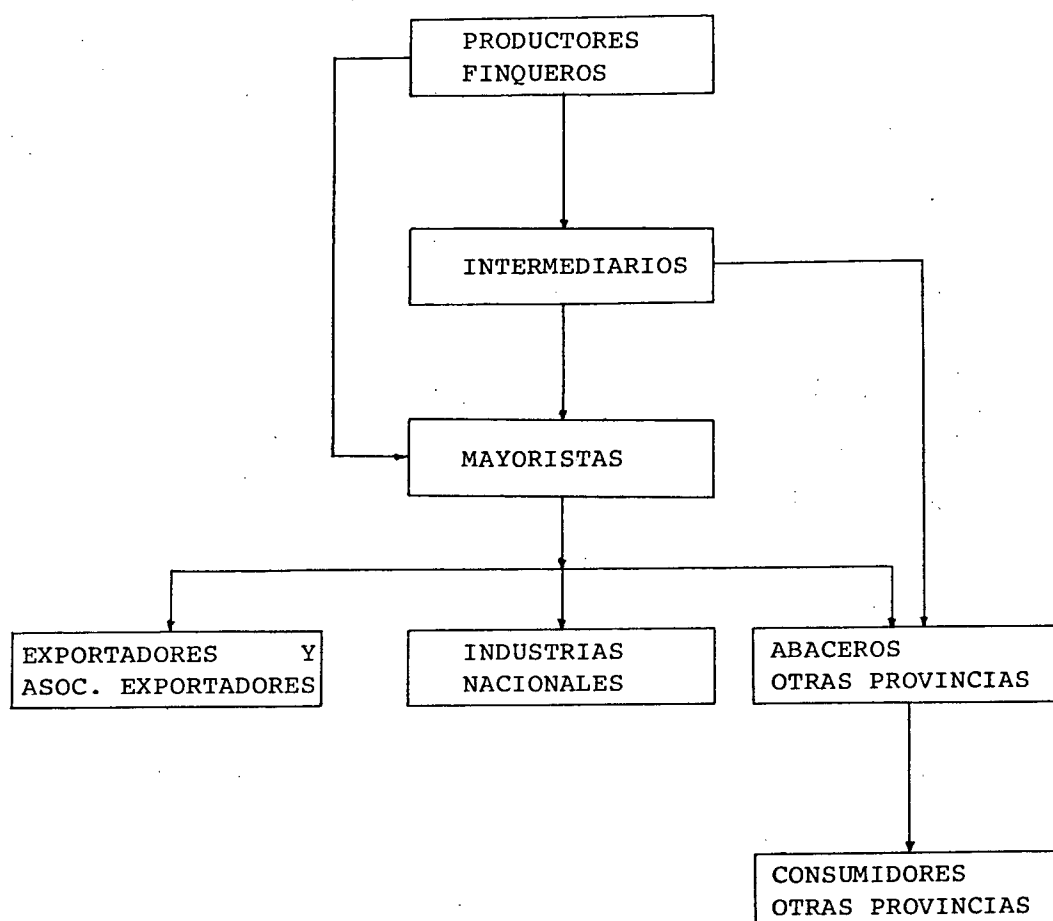 PRODUCTORES
FINQUEROS
INTERMEDIARIOS
MAYORISTAS
EXPORTADORES Y
ASOC. EXPORTADORES
INDUSTRIAS
NACIONALES
ABACEROS
OTRAS PROVINCIAS
CONSUMIDORES
OTRAS PROVINCIAS